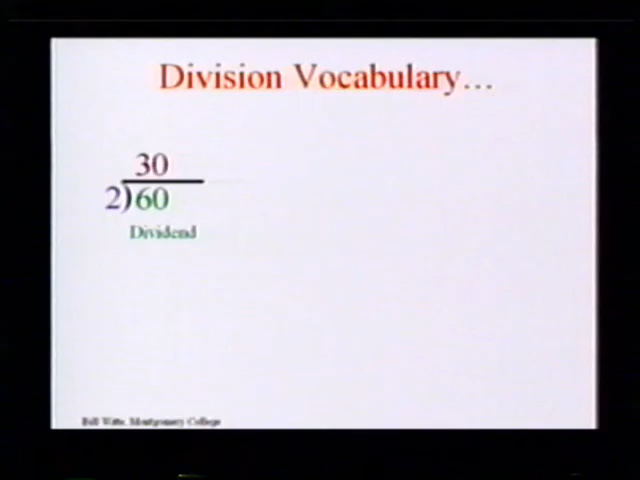 Division Vocabulary...
30
2)60
Dividend
Bill Witte, Montgomery College